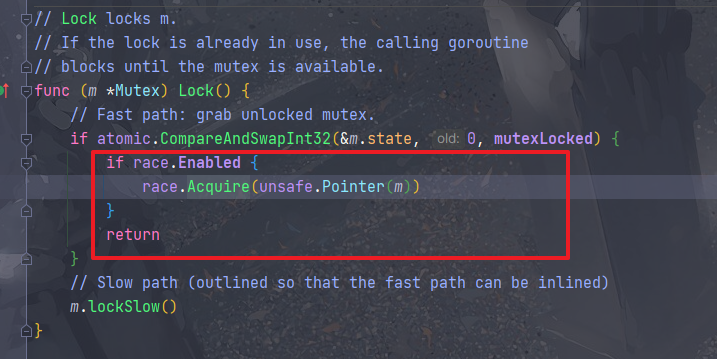 // Lock locks m.
// If the lock is already in use, the calling goroutine
// blocks until the mutex is available.
func (m *Mutex) Lock() {
// Fast path: grab unlocked mutex.
if atomic.CompareAndSwapInt32(&m.state, old: 0, mutexLocked) {
if race.Enabled {
race.Acquire(unsafe.Pointer(m))
}
return
}
// Slow path (outlined so that the fast path can be inlined)
m.lockSlow()
}